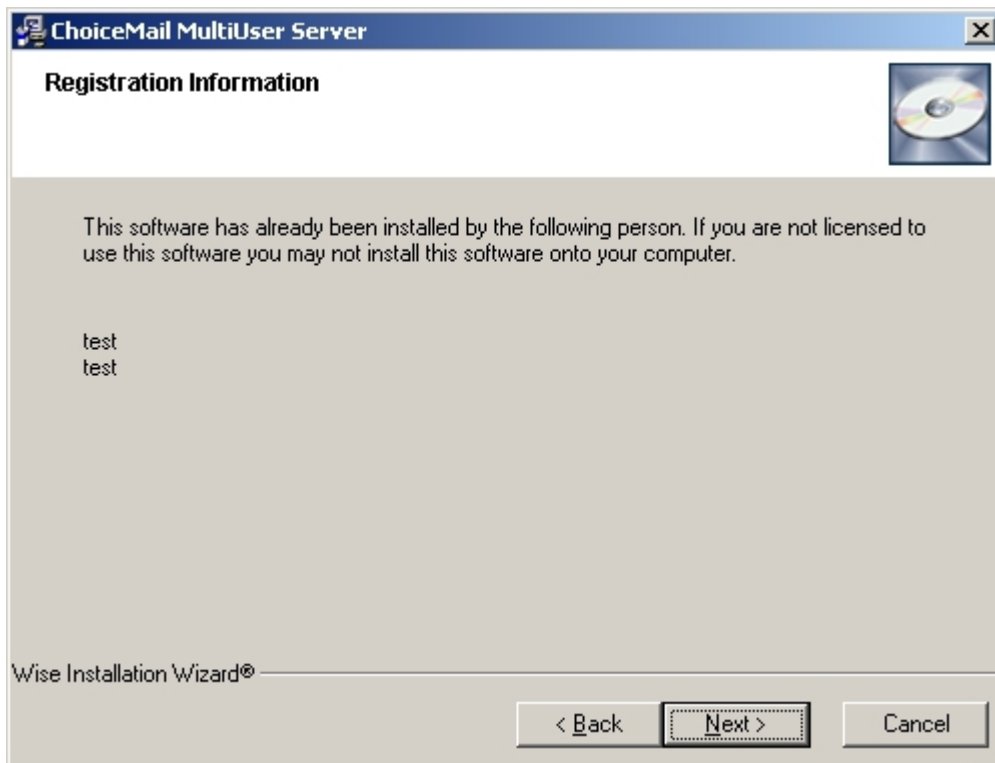 ChoiceMail MultiUser Server
Registration Information
This software has already been installed by the following person. If you are not licensed to
use this software you may not install this software onto your computer.
test
test
Wise Installation Wizard®
< Back
Next >
Cancel